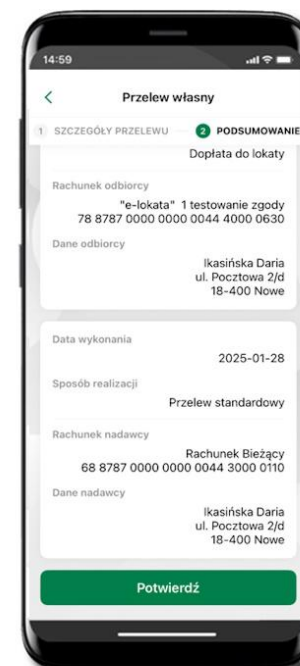 14:59
Przelew własny
1 SZCZEGÓŁY PRZELEWU 2 PODSUMOWANIE
Dopłata do lokaty
Rachunek odbiorcy
"e-lokata" 1 testowanie zgody
78 8787 0000 0000 0044 4000 0630
Dane odbiorcy
Ikasińska Daria
ul. Pocztowa 2/d
18-400 Nowe
Data wykonania
2025-01-28
Sposób realizacji
Przelew standardowy
Rachunek nadawcy
Rachunek Bieżący
68 8787 0000 0000 0044 3000 0110
Dane nadawcy
Ikasińska Daria
ul. Pocztowa 2/d
18-400 Nowe
Potwierdź